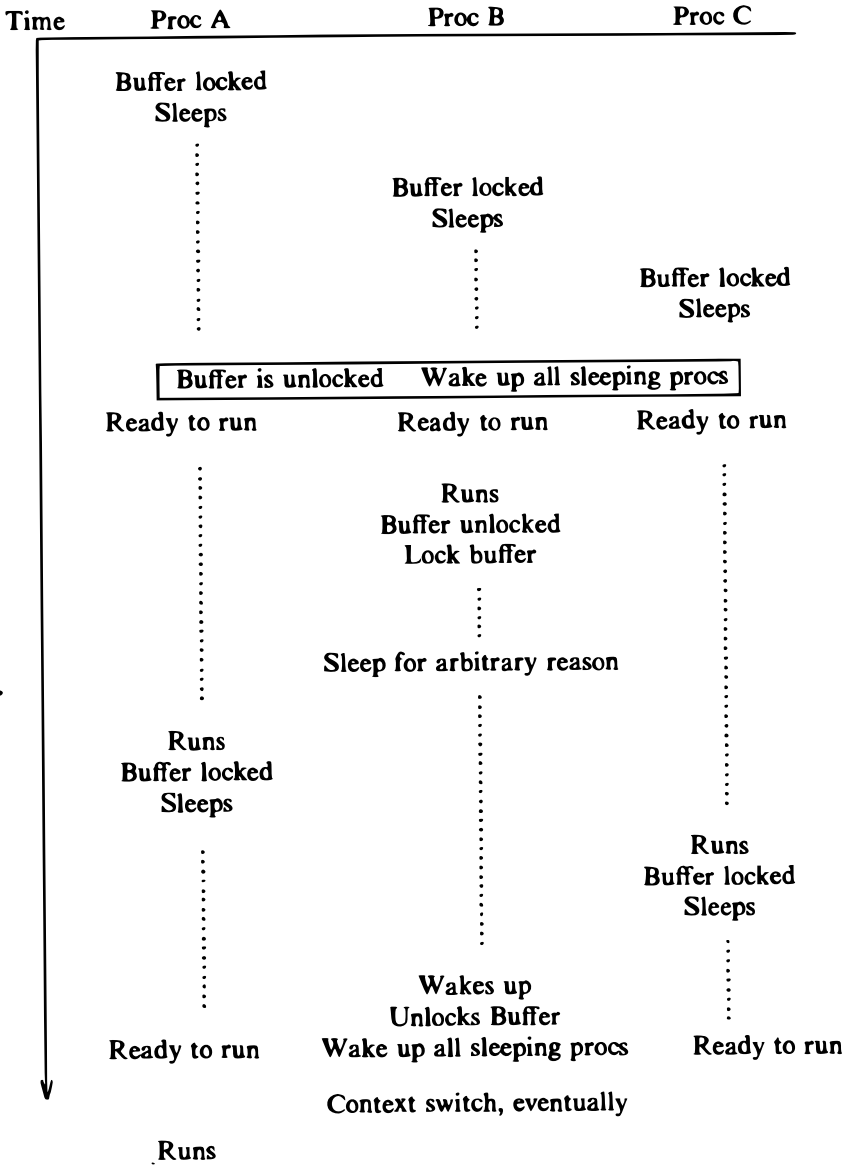 Time Proc A Proc B Proc C
Buffer locked
Sleeps
Buffer locked
Sleeps
Buffer locked
Sleeps
Buffer is unlocked Wake up all sleeping procs
Ready to run Ready to run Ready to run
Runs
Buffer unlocked
Lock buffer
Sleep for arbitrary reason
Runs
Buffer locked
Sleeps
Runs
Buffer locked
Sleeps
Wakes up
Unlocks Buffer
Ready to run Wake up all sleeping procs Ready to run
Context switch, eventually
Runs